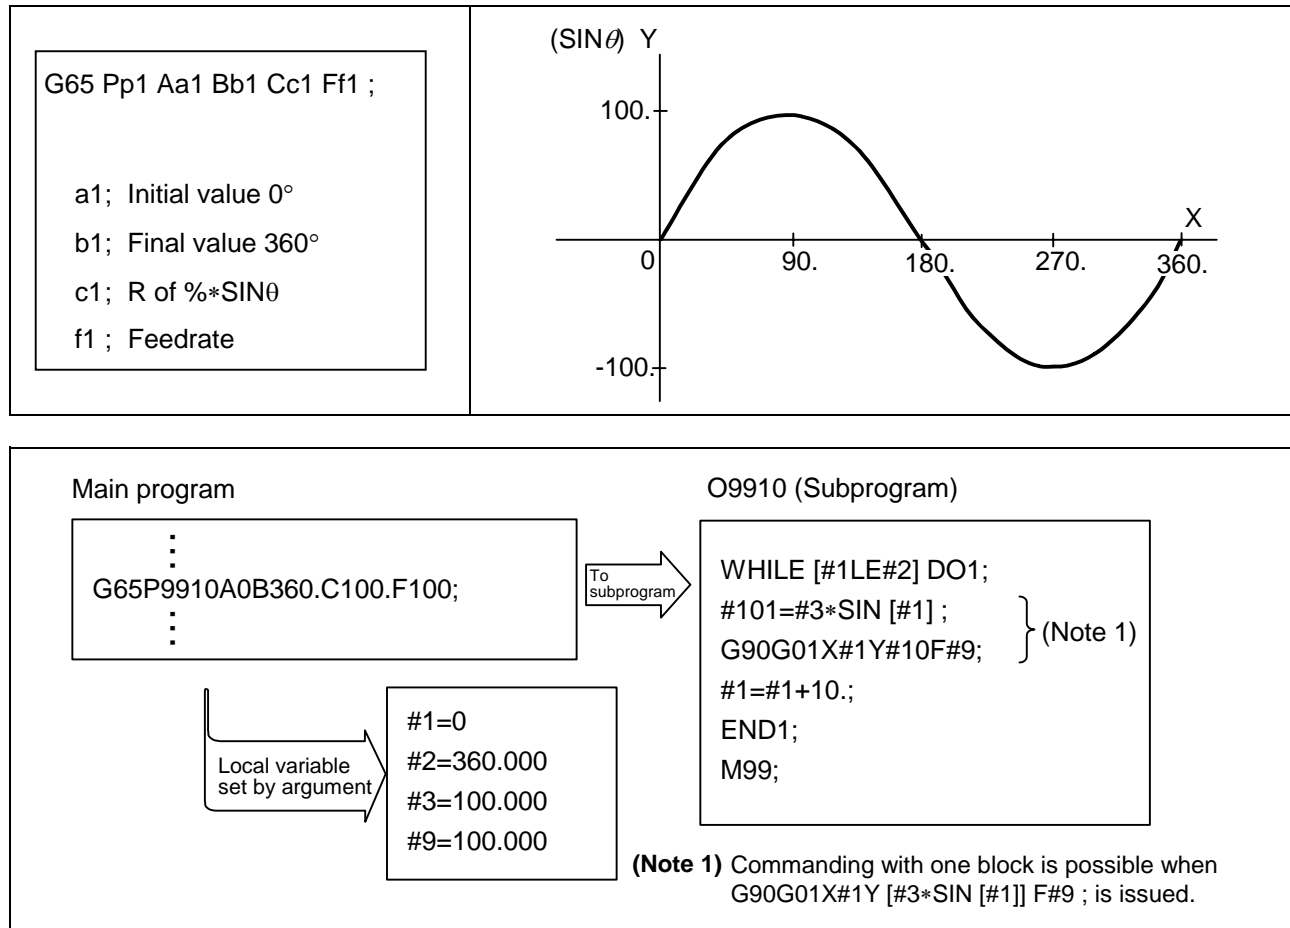 G65 Pp1 Aa1 Bb1 Cc1 Ff1 ;
a1; Initial value 0°
b1; Final value 360°
c1; R of %∗SINθ
f1 ; Feedrate
(SINθ) Y
100.
X
0
90.
180.
270.
360.
-100.
Main program
G65P9910A0B360.C100.F100;
To
subprogram
O9910 (Subprogram)
WHILE [#1LE#2] DO1;
#101=#3∗SIN [#1] ;
G90G01X#1Y#10F#9;
(Note 1)
#1=#1+10.;
END1;
M99;
Local variable
set by argument
#1=0
#2=360.000
#3=100.000
#9=100.000
(Note 1) Commanding with one block is possible when
G90G01X#1Y [#3∗SIN [#1]] F#9 ; is issued.